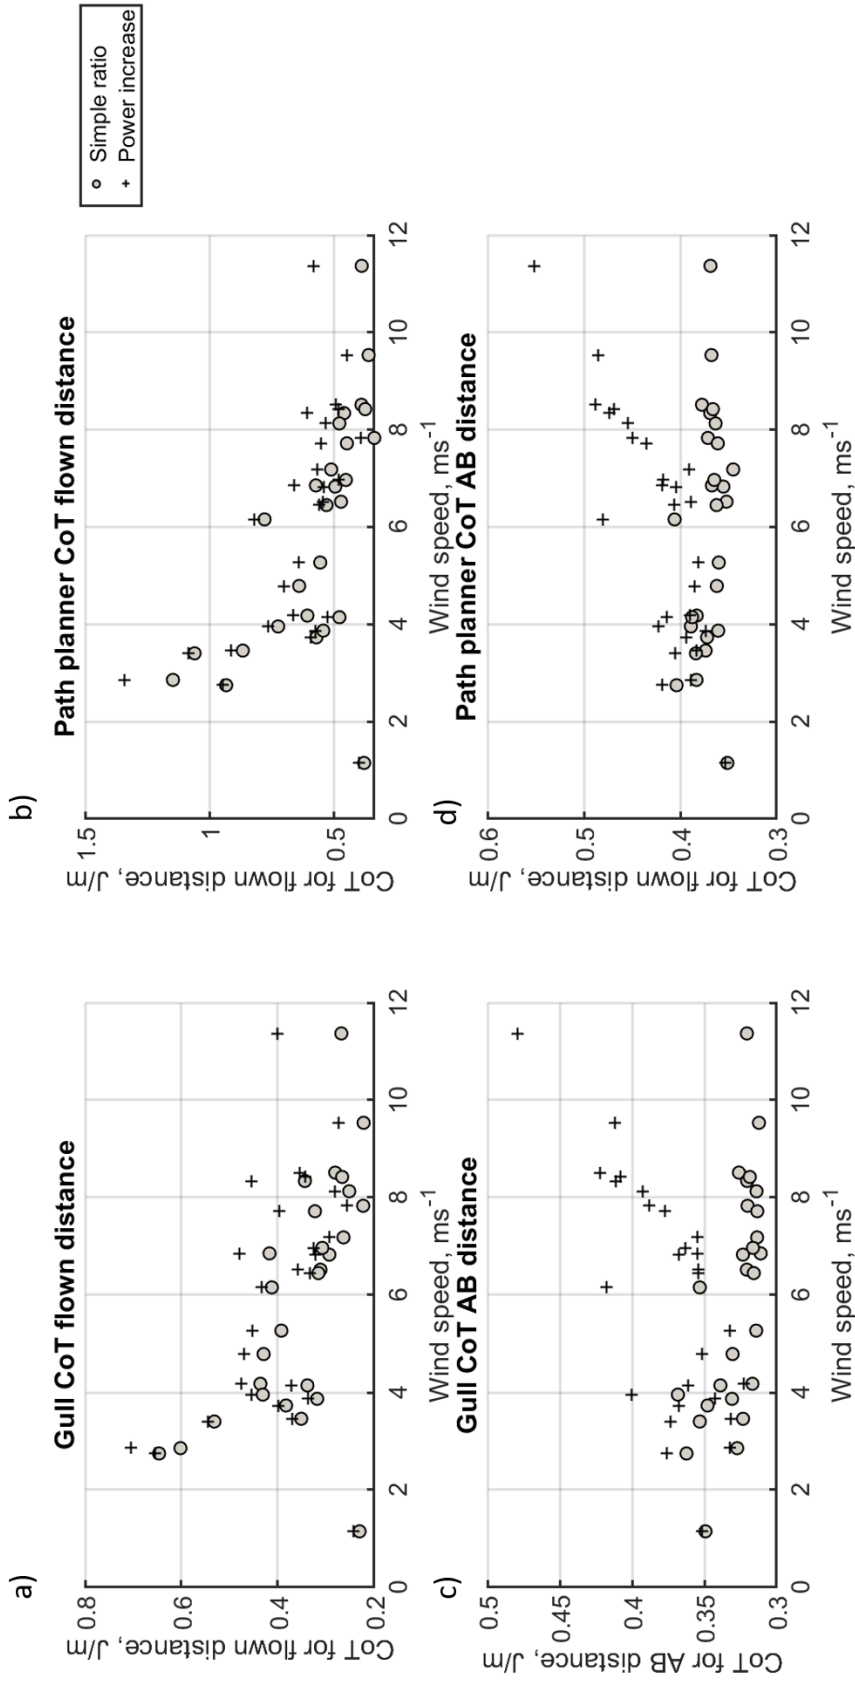 Simple ratio
Power increase
a)
Gull CoT flown distance
CoT for flown distance, J/m
0.8
0.6
0.4
0.2
0
2
4
6
8
10
12
Wind speed, ms-1
b)
Path planner CoT flown distance
CoT for flown distance, J/m
1.5
1
0.5
0
2
4
6
8
10
12
Wind speed, ms-1
c)
Gull CoT AB distance
CoT for AB distance, J/m
0.5
0.45
0.4
0.35
0.3
0
2
4
6
8
10
12
Wind speed, ms-1
d)
Path planner CoT AB distance
CoT for flown distance, J/m
0.6
0.5
0.4
0.3
0
2
4
6
8
10
12
Wind speed, ms-1